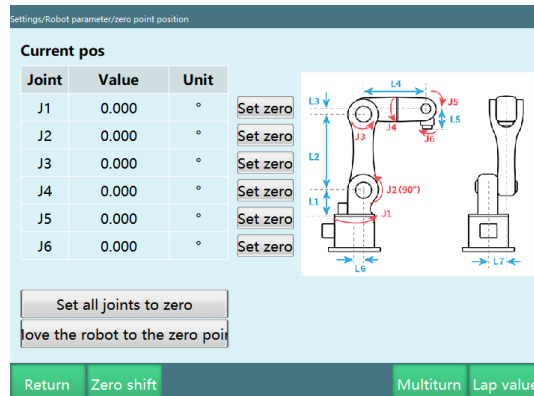 Settings/Robot parameter/zero point position
Current pos
Joint Value Unit
J1 0.000 ° Set zero
J2 0.000 ° Set zero
J3 0.000 ° Set zero
J4 0.000 ° Set zero
J5 0.000 ° Set zero
J6 0.000 ° Set zero
L4
L3
J5
J4
L5
J3
J6
L2
J2(90°)
L1
J1
L6
L7
Set all joints to zero
love the robot to the zero poin
Return Zero shift Multiturn Lap value